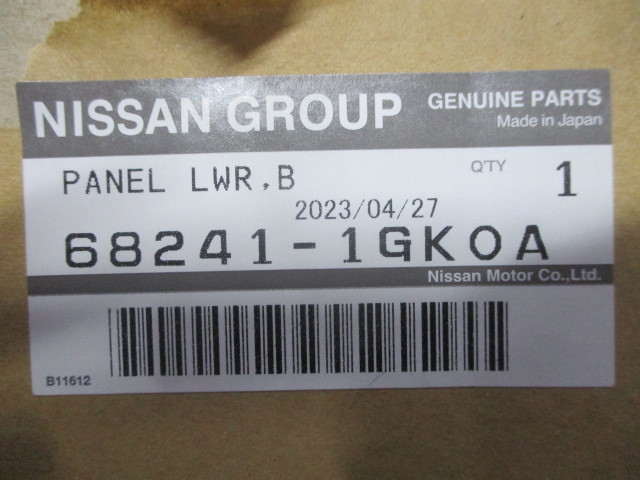 NISSAN GROUP GENUINE PARTS
Made in Japan
PANEL LWR,B Q'TY 1
2023/04/27
68241-1GK0A
Nissan Motor Co.,Ltd.
B11612